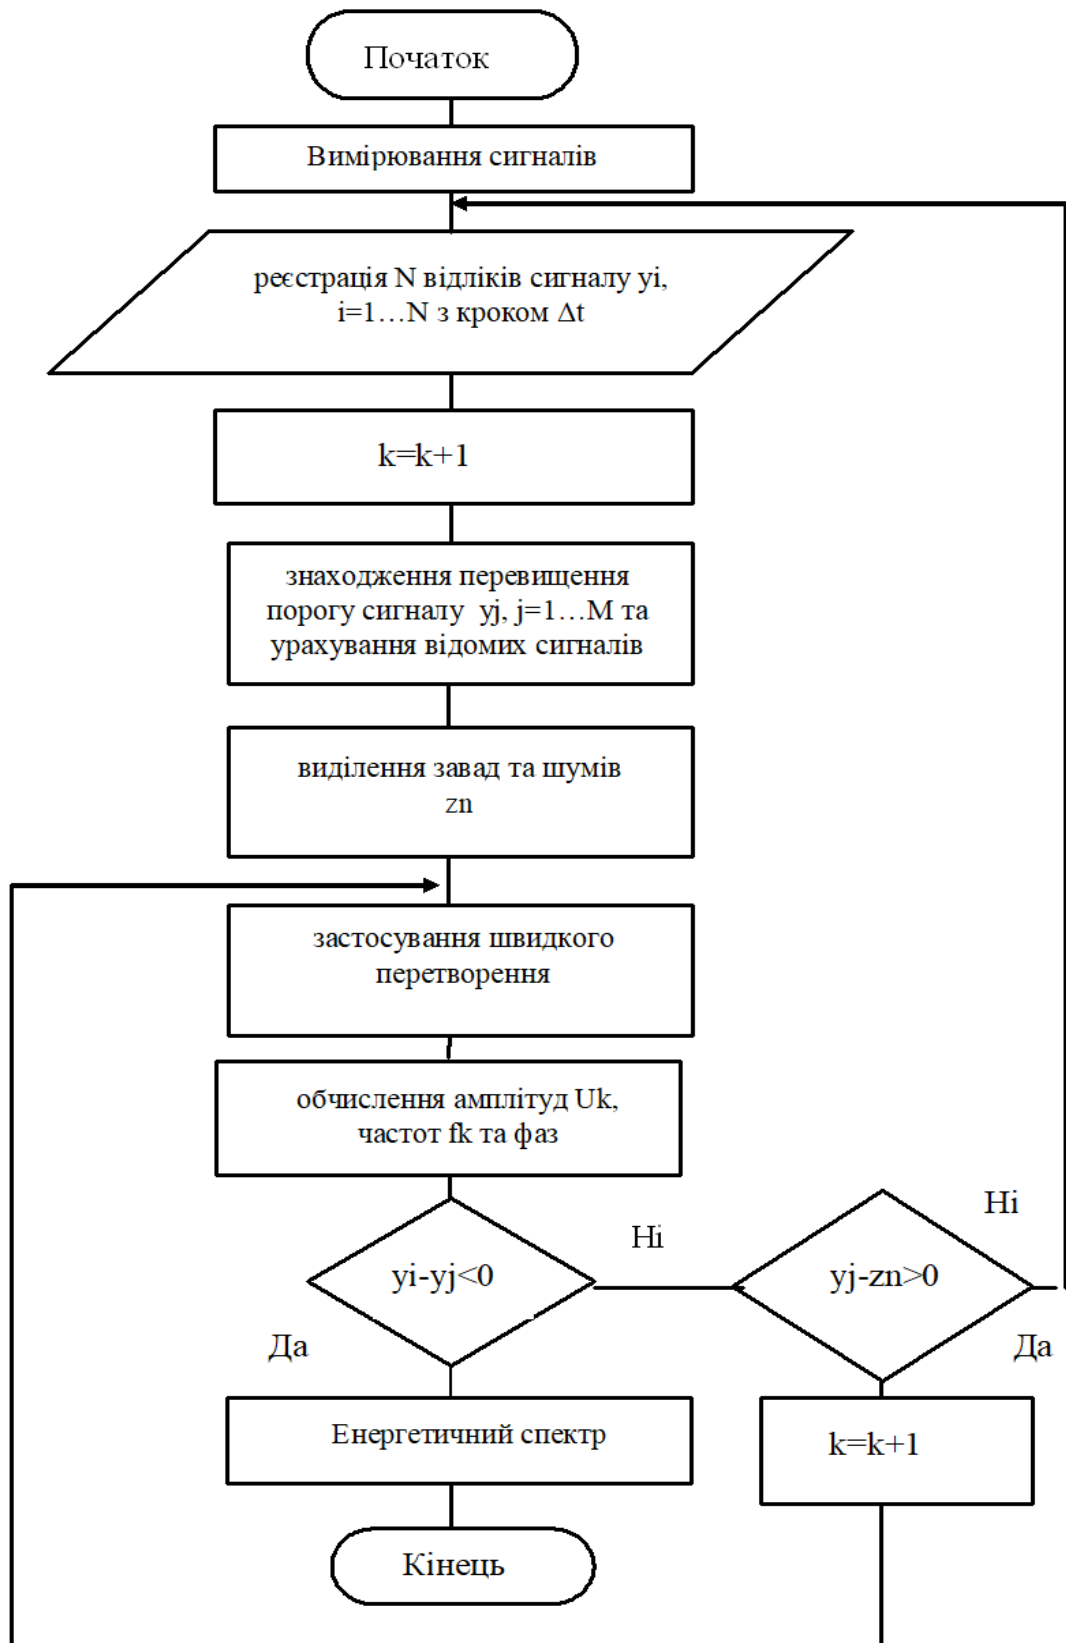 Початок
Вимірювання сигналів
реєстрація N відліків сигналу yi,
i=1…N з кроком Δt
k=k+1
знаходження перевищення
порогу сигналу yj, j=1…M та
урахування відомих сигналів
виділення завад та шумів
zn
застосування швидкого
перетворення
обчислення амплітуд Uk,
частот fk та фаз
Ні
Ні
yi-yj<0
yj-zn>0
Да
Да
Енергетичний спектр
k=k+1
Кінець